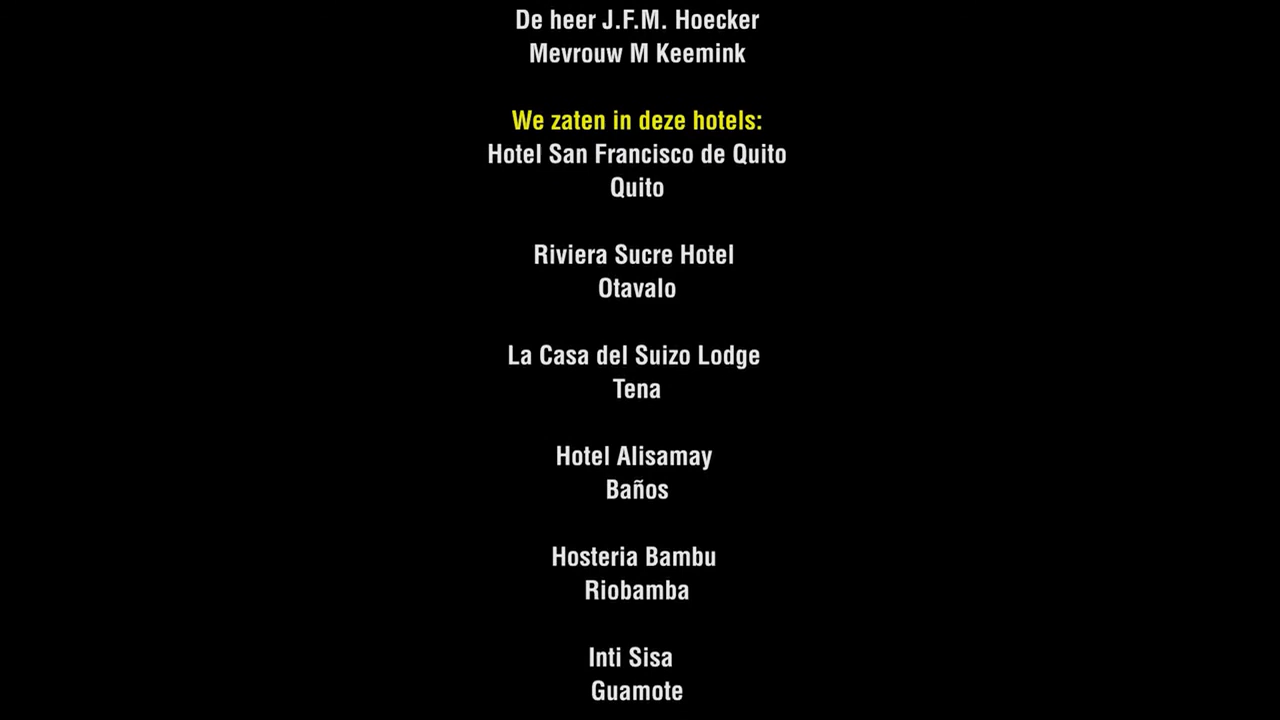 De heer J.F.M. Hoecker
Mevrouw M Keemink
We zaten in deze hotels:
Hotel San Francisco de Quito
Quito
Riviera Sucre Hotel
Otavalo
La Casa del Suizo Lodge
Tena
Hotel Alisamay
Baños
Hosteria Bambu
Riobamba
Inti Sisa
Guamote